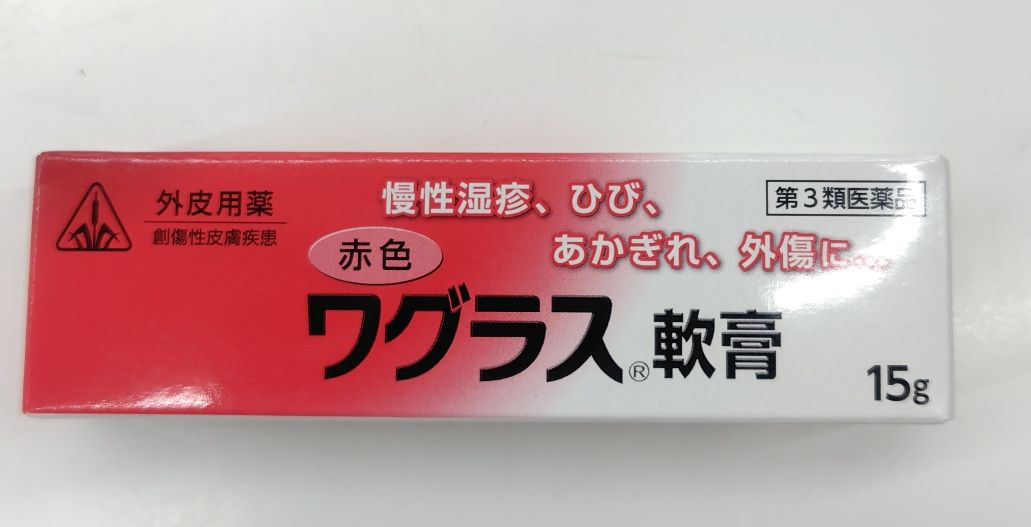 外皮用薬
創傷性皮膚疾患
慢性湿疹、ひび、
あかぎれ、外傷に…
第3類医薬品
赤色
ワグラス®軟膏
15g